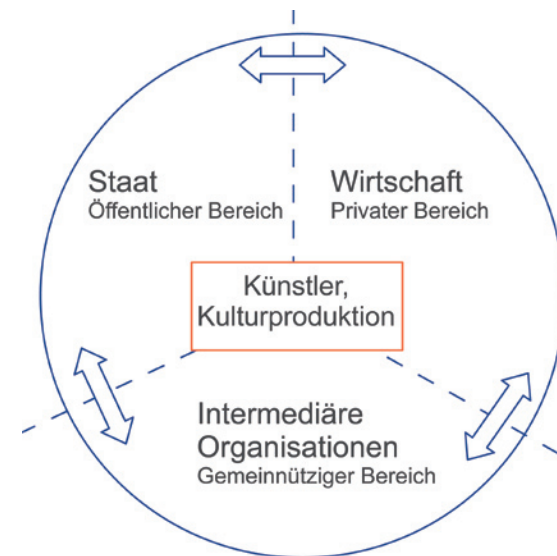 Staat
Öffentlicher Bereich
Wirtschaft
Privater Bereich
Künstler,
Kulturproduktion
Intermediäre
Organisationen
Gemeinnütziger Bereich